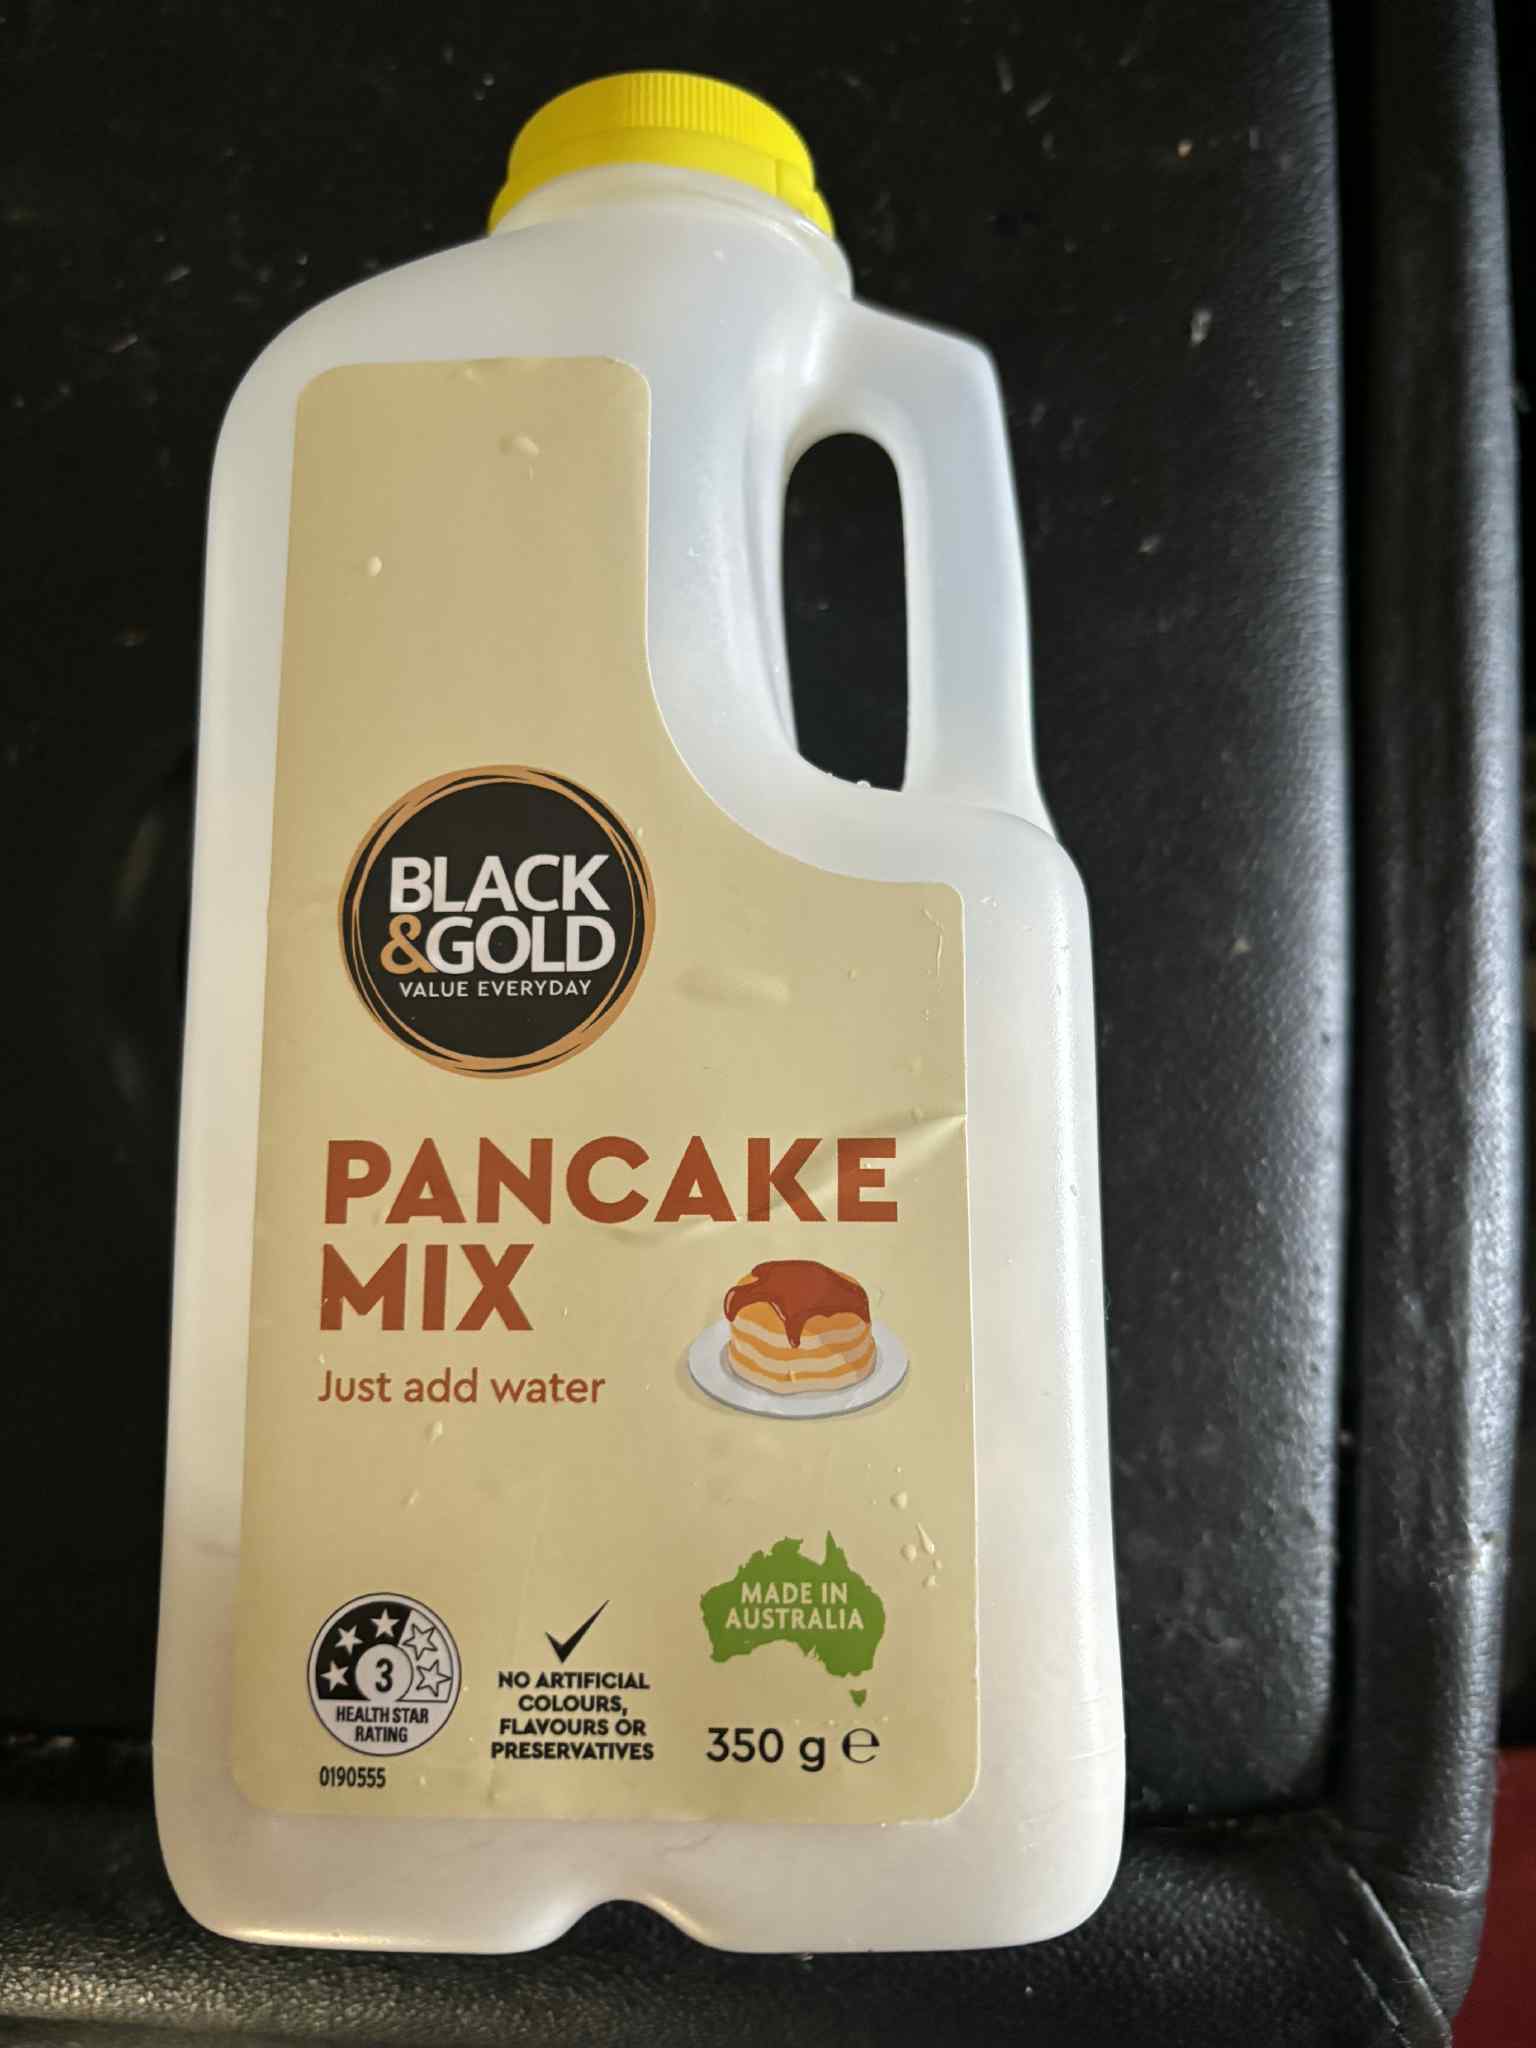 BLACK
&GOLD
VALUE EVERYDAY
PANCAKE
MIX
Just add water
3
HEALTH STAR
RATING
0190555
NO ARTIFICIAL
COLOURS,
FLAVOURS OR
PRESERVATIVES
MADE IN
AUSTRALIA
350 g ℮